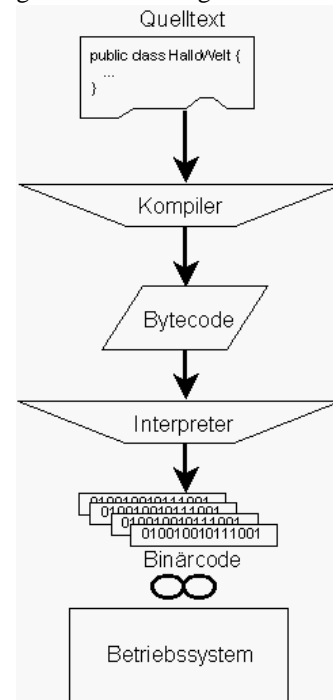 Quelltext
public class HalloWelt {
...
}
Kompiler
Bytecode
Interpreter
010010010111001
010010010111001
010010010111001
010010010111001
Binärcode
Betriebssystem